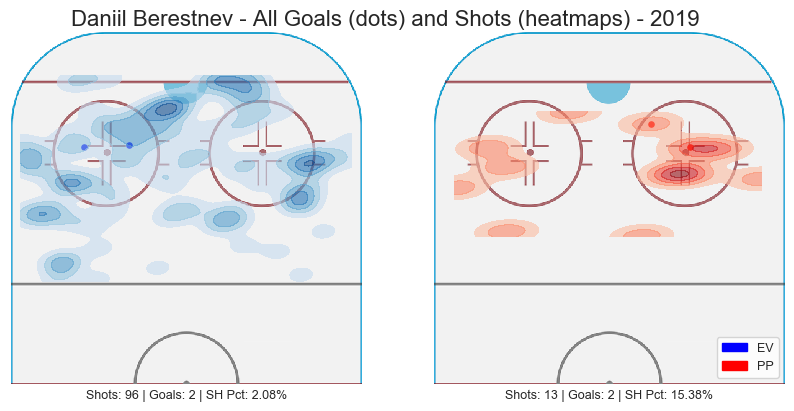 Daniil Berestnev - All Goals (dots) and Shots (heatmaps) - 2019
EV
PP
Shots: 96 | Goals: 2 | SH Pct: 2.08%
Shots: 13 | Goals: 2 | SH Pct: 15.38%